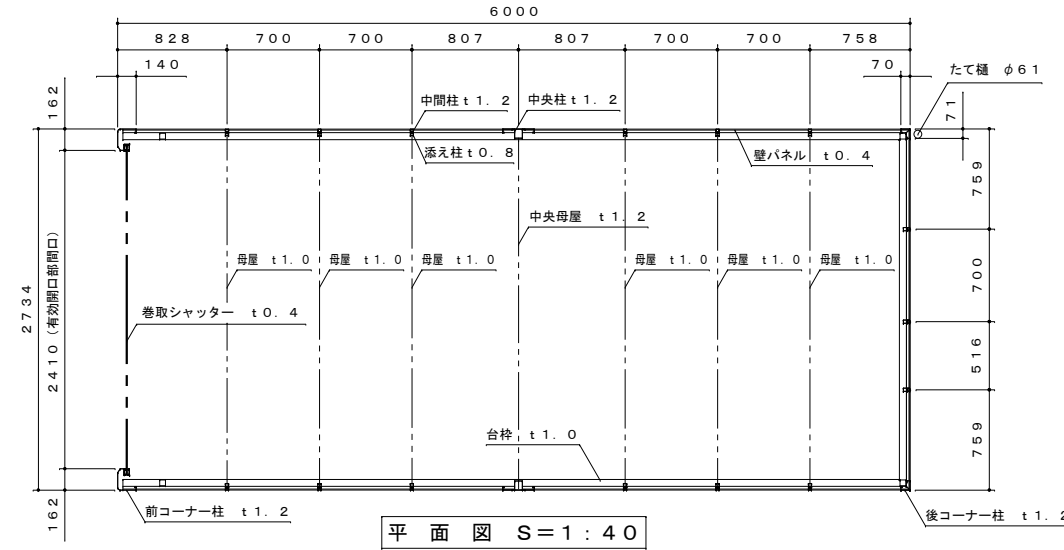 6000
828　700　700　807　807　700　700　758
140
70
たて樋　φ61
162
71
中間柱t1．2
中央柱t1．2
添え柱t0．8
壁パネル　t0．4
759
中央母屋　t1．2
母屋　t1．0
母屋　t1．0
母屋　t1．0
母屋　t1．0
母屋　t1．0
母屋　t1．0
700
巻取シャッター　t0．4
2734
2410（有効開口部間口）
516
台枠　t1．0
759
162
前コーナー柱　t1．2
後コーナー柱　t1．2
平　面　図　S＝1：40